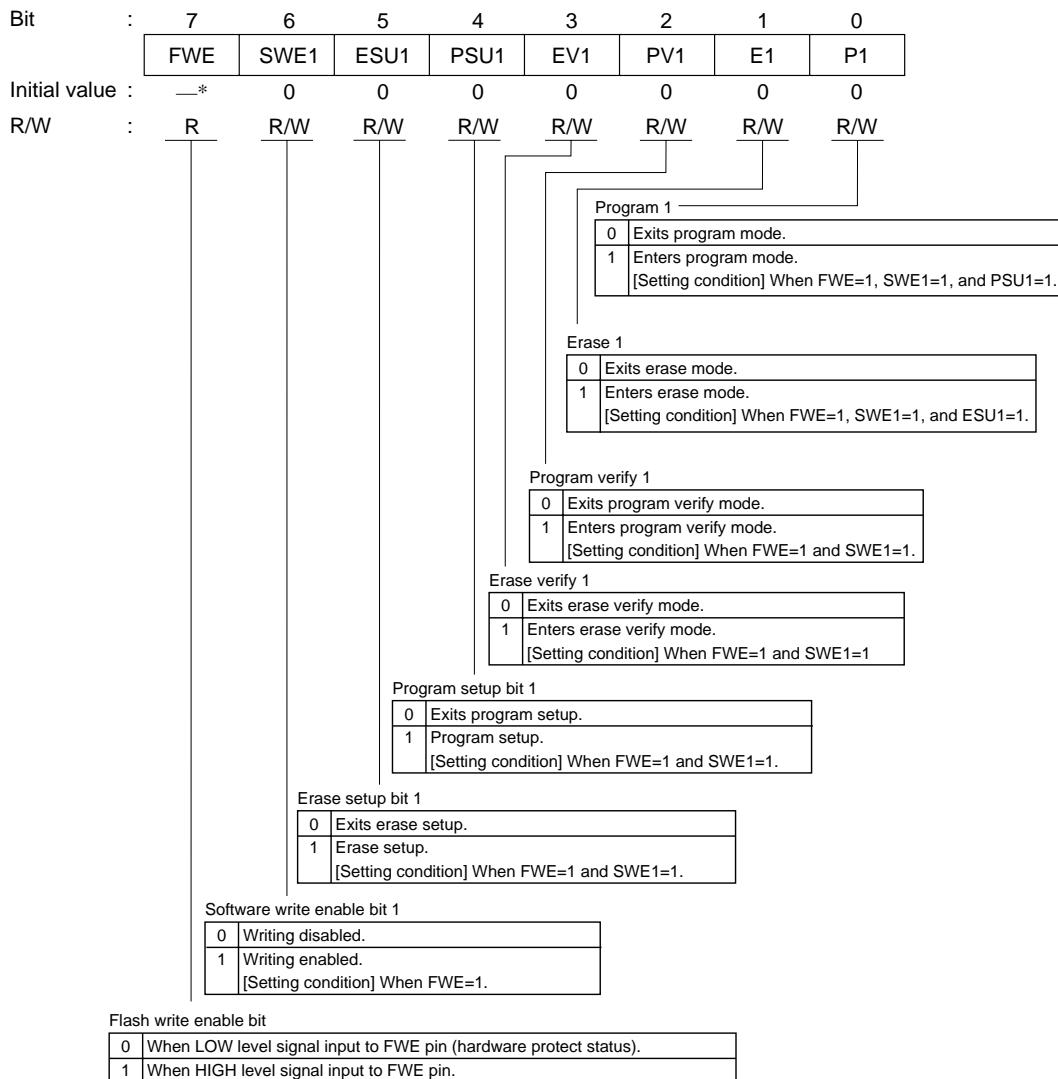 Bit : 7 6 5 4 3 2 1 0
FWE SWE1 ESU1 PSU1 EV1 PV1 E1 P1
Initial value : —* 0 0 0 0 0 0 0
R/W : R R/W R/W R/W R/W R/W R/W R/W
Program 1
0 Exits program mode.
1 Enters program mode.
[Setting condition] When FWE=1, SWE1=1, and PSU1=1.
Erase 1
0 Exits erase mode.
1 Enters erase mode.
[Setting condition] When FWE=1, SWE1=1, and ESU1=1.
Program verify 1
0 Exits program verify mode.
1 Enters program verify mode.
[Setting condition] When FWE=1 and SWE1=1.
Erase verify 1
0 Exits erase verify mode.
1 Enters erase verify mode.
[Setting condition] When FWE=1 and SWE1=1
Program setup bit 1
0 Exits program setup.
1 Program setup.
[Setting condition] When FWE=1 and SWE1=1.
Erase setup bit 1
0 Exits erase setup.
1 Erase setup.
[Setting condition] When FWE=1 and SWE1=1.
Software write enable bit 1
0 Writing disabled.
1 Writing enabled.
[Setting condition] When FWE=1.
Flash write enable bit
0 When LOW level signal input to FWE pin (hardware protect status).
1 When HIGH level signal input to FWE pin.